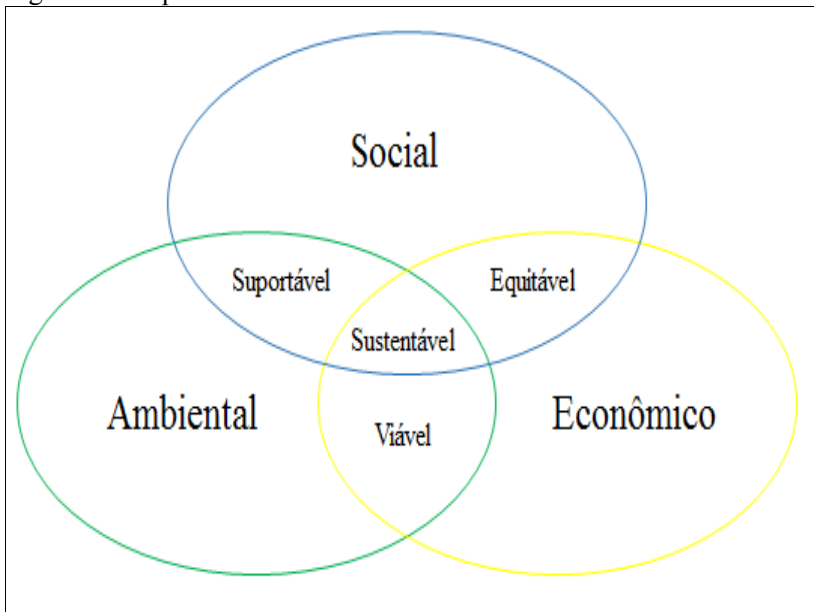 Social
Suportável
Equitável
Sustentável
Ambiental
Econômico
Viável